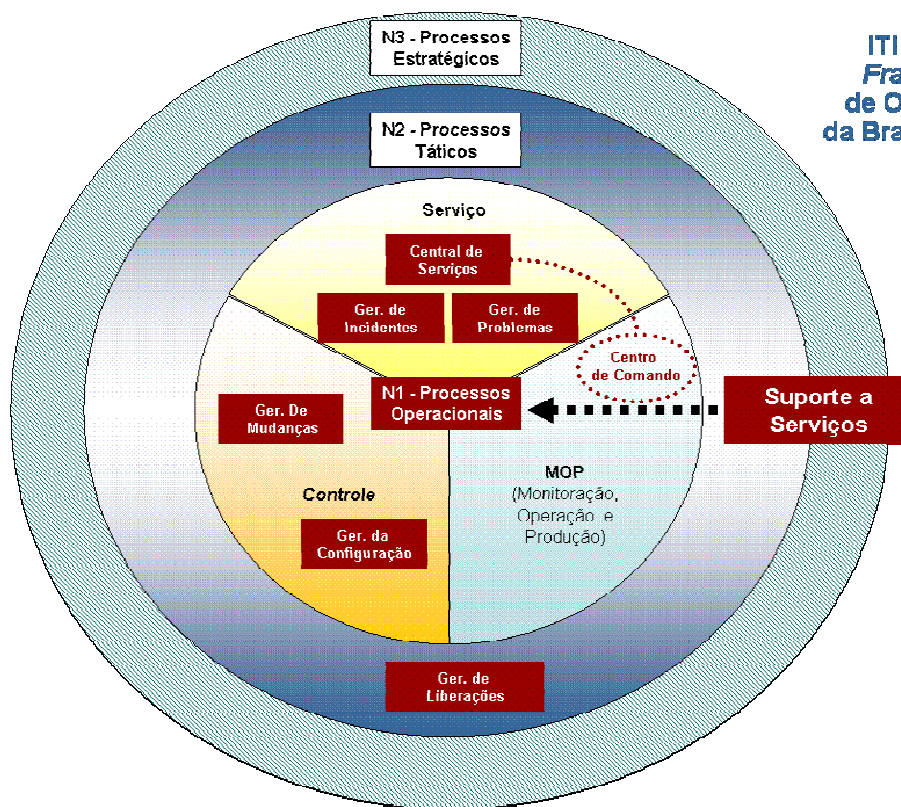 N3 - Processos
Estratégicos
ITI
Fra
de O
da Bra
N2 - Processos
Táticos
Serviço
Central de
Serviços
Ger. de
Incidentes
Ger. de
Problemas
Centro
de Comando
N1 - Processos
Operacionais
Suporte a
Serviços
Ger. De
Mudanças
MOP
(Monitoração,
Operação e
Produção)
Controle
Ger. da
Configuração
Ger. de
Liberações